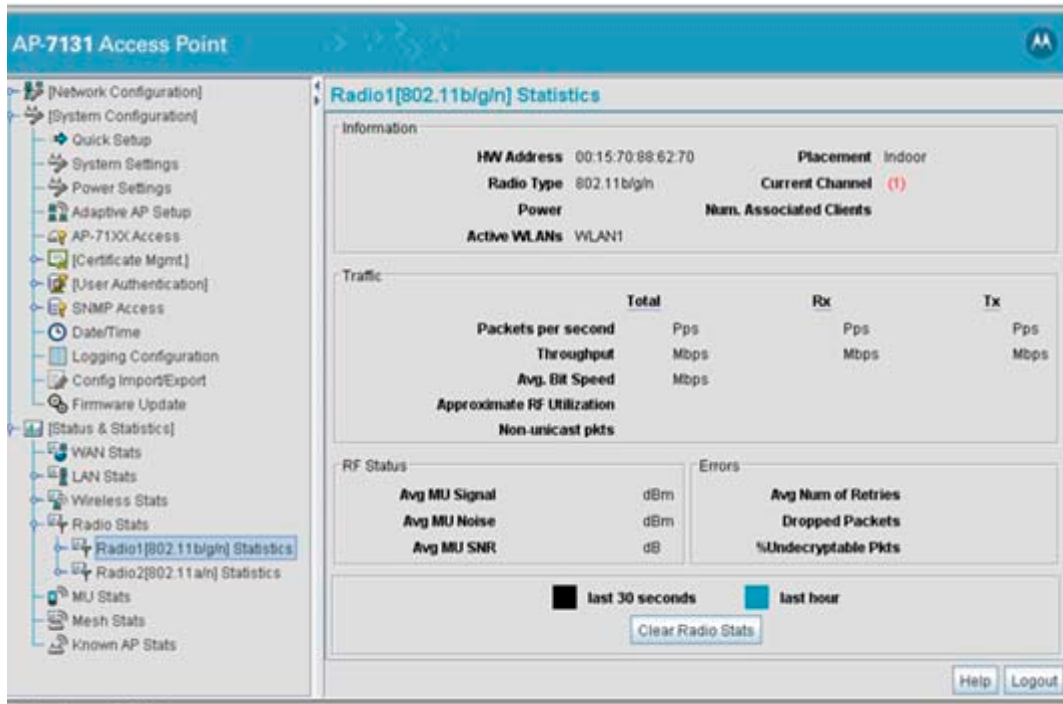 AP-7131 Access Point
[Network Configuration]
[System Configuration]
Quick Setup
System Settings
Power Settings
Adaptive AP Setup
AP-71XX Access
[Certificate Mgmt.]
[User Authentication]
SNMP Access
Date/Time
Logging Configuration
Config Import/Export
Firmware Update
[Status & Statistics]
WAN Stats
LAN Stats
Wireless Stats
Radio Stats
Radio1[802.11b/g/n] Statistics
Radio2[802.11a/n] Statistics
MU Stats
Mesh Stats
Known AP Stats
Radio1[802.11b/g/n] Statistics
Information
HW Address 00:15:70:88:62:70 Placement Indoor
Radio Type 802.11b/g/n Current Channel (1)
Power Num. Associated Clients
Active WLANs WLAN1
Traffic
Total Rx Tx
Packets per second Pps Pps Pps
Throughput Mbps Mbps Mbps
Avg. Bit Speed Mbps
Approximate RF Utilization
Non-unicast pkts
RF Status
Avg MU Signal dBm
Avg MU Noise dBm
Avg MU SNR dB
Errors
Avg Num of Retries
Dropped Packets
%Undecryptable Pkts
last 30 seconds last hour
Clear Radio Stats
Help Logout